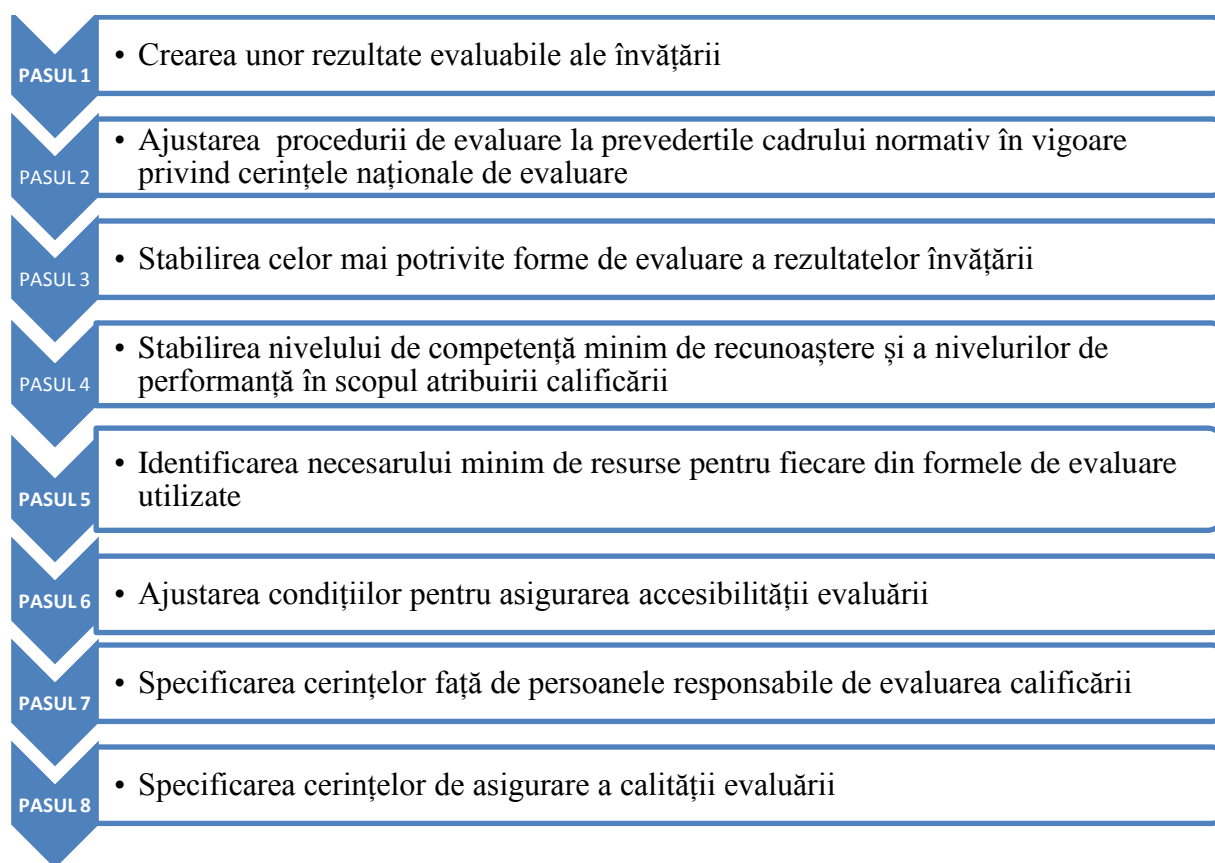 PASUL 1
• Crearea unor rezultate evaluabile ale învățării
PASUL 2
• Ajustarea procedurii de evaluare la prevedertile cadrului normativ în vigoare
privind cerințele naționale de evaluare
PASUL 3
• Stabilirea celor mai potrivite forme de evaluare a rezultatelor învățării
PASUL 4
• Stabilirea nivelului de competență minim de recunoaștere și a nivelurilor de
performanță în scopul atribuirii calificării
PASUL 5
• Identificarea necesarului minim de resurse pentru fiecare din formele de evaluare
utilizate
PASUL 6
• Ajustarea condițiilor pentru asigurarea accesibilității evaluării
PASUL 7
• Specificarea cerințelor față de persoanele responsabile de evaluarea calificării
PASUL 8
• Specificarea cerințelor de asigurare a calității evaluării